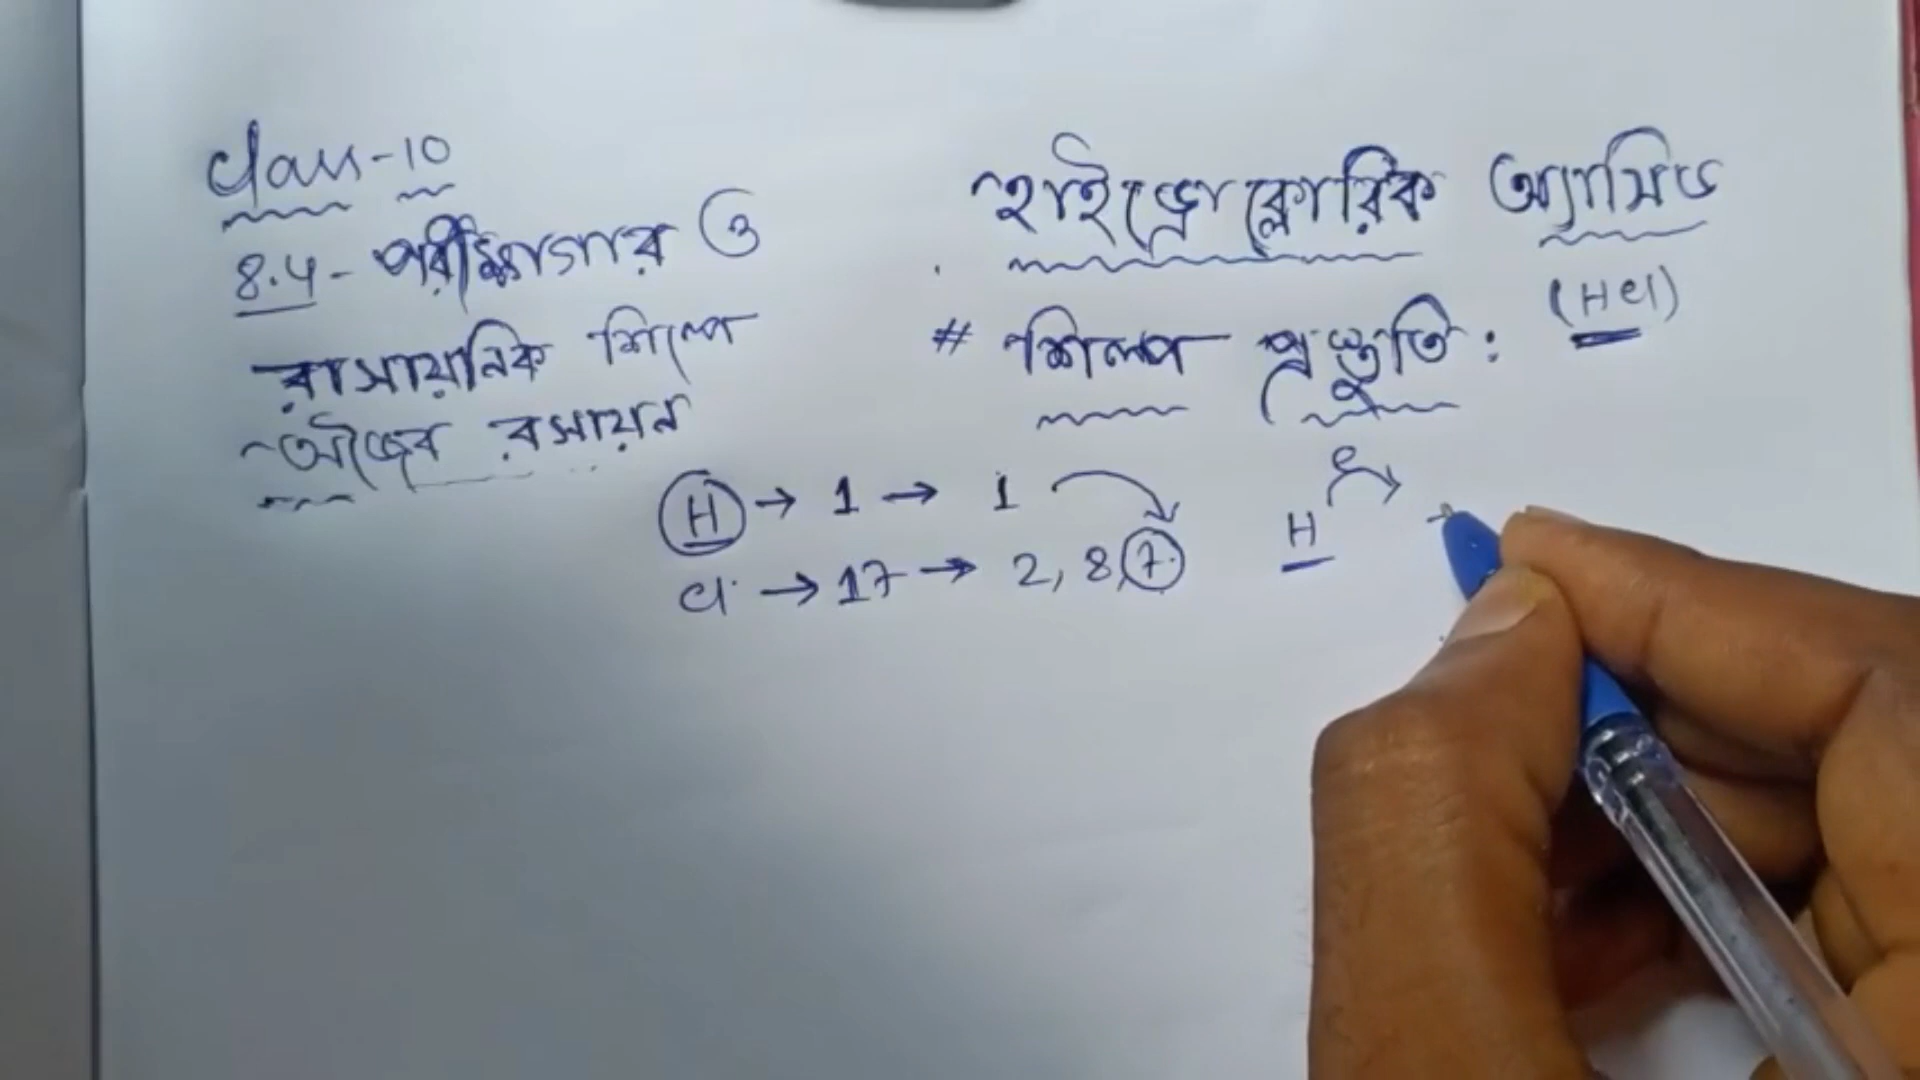 Class-10
8.4- পরীক্ষাগার ও
রাসায়নিক শিল্পে
অজৈব রসায়ন
হাইড্রোক্লোরিক অ্যাসিড
(HCl)
# শিল্প প্রস্তুতি :
H → 1 → 1
Cl → 17 → 2, 8, 7
H